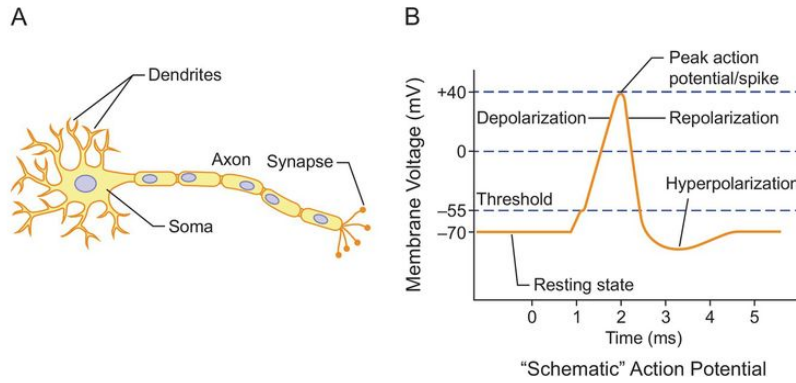 A
Dendrites
Axon
Synapse
Soma
B
Membrane Voltage (mV)
+40
0
–55
–70
Peak action
potential/spike
Depolarization
Repolarization
Threshold
Hyperpolarization
Resting state
0 1 2 3 4 5
Time (ms)
“Schematic” Action Potential